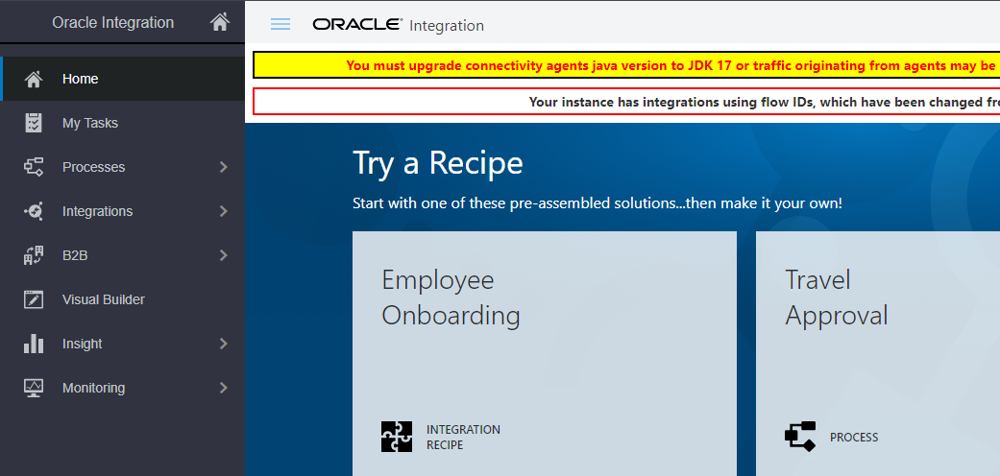 Oracle Integration
Home
My Tasks
Processes
Integrations
B2B
Visual Builder
Insight
Monitoring
ORACLE Integration
You must upgrade connectivity agents java version to JDK 17 or traffic originating from agents may be
Your instance has integrations using flow IDs, which have been changed fro
Try a Recipe
Start with one of these pre-assembled solutions...then make it your own!
Employee
Onboarding
INTEGRATION
RECIPE
Travel
Approval
PROCESS